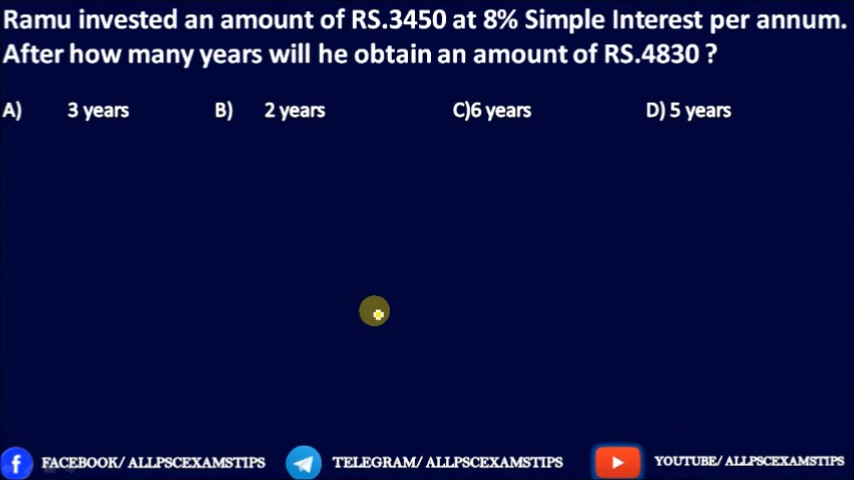 Ramu invested an amount of RS.3450 at 8% Simple Interest per annum.
After how many years will he obtain an amount of RS.4830 ?
A) 3 years B) 2 years C)6 years D) 5 years
FACEBOOK/ ALLPSCEXAMSTIPS TELEGRAM/ ALLPSCEXAMSTIPS YOUTUBE/ ALLPSCEXAMSTIPS